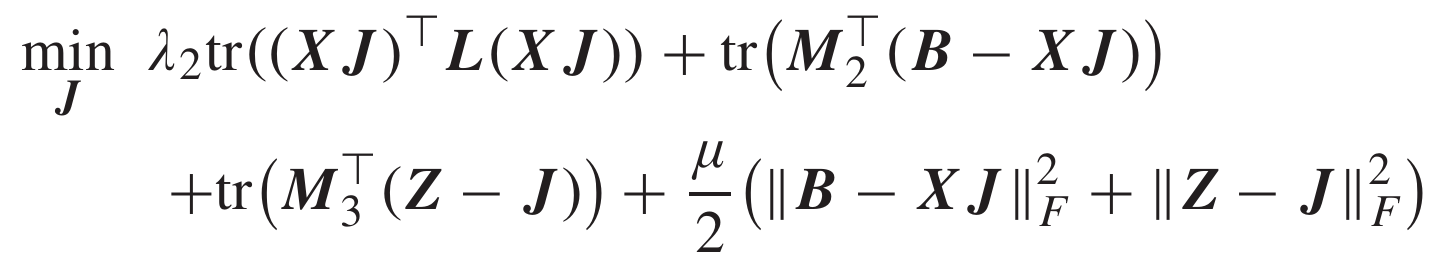 min_J λ₂tr((XJ)^⊤ L(XJ)) + tr(M₂^⊤(B − XJ))
+tr(M₃^⊤(Z − J)) + μ/2 (‖B − XJ‖_F^2 + ‖Z − J‖_F^2)